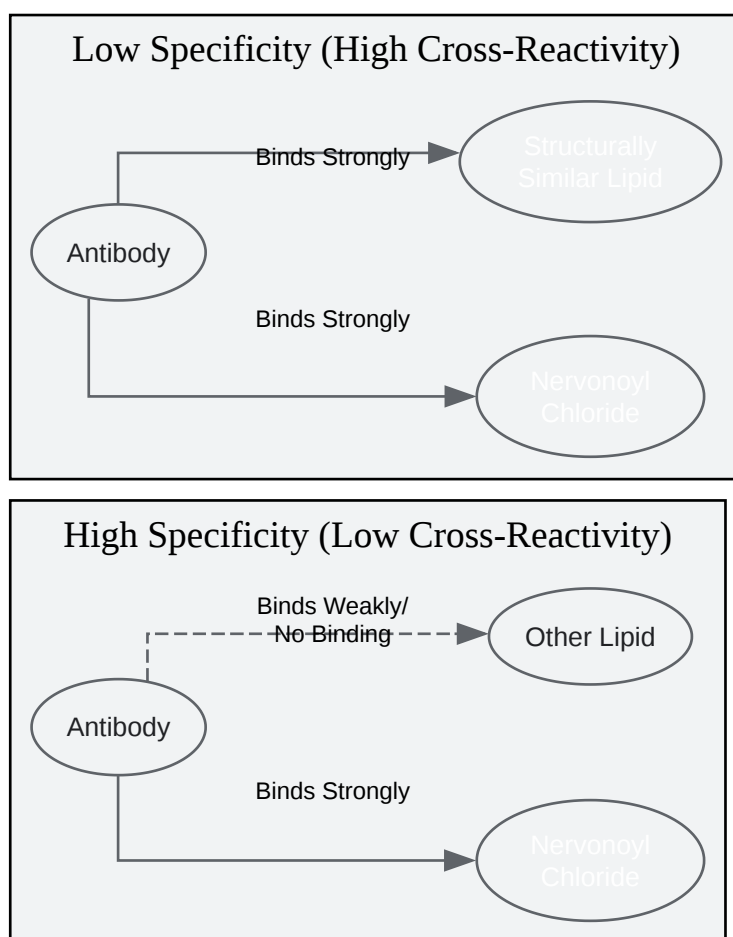 Low Specificity (High Cross-Reactivity)
Binds Strongly
Structurally
Similar Lipid
Antibody
Binds Strongly
Nervonoyl
Chloride
High Specificity (Low Cross-Reactivity)
Binds Weakly/
No Binding
Other Lipid
Antibody
Binds Strongly
Nervonoyl
Chloride